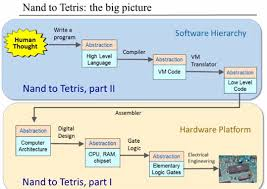 Nand to Tetris: the big picture
Software Hierarchy
Human
Thought
Write a
program
Abstraction
High Level
Language
Compiler
Abstraction
VM Code
VM
Translator
Abstraction
Low Level
Code
Nand to Tetris, part II
Assembler
Hardware Platform
Abstraction
Computer
Architecture
Digital
Design
Abstraction
CPU, RAM,
chipset
Gate
Logic
Abstraction
Elementary
Logic Gates
Electrical
Engineering
Nand to Tetris, part I